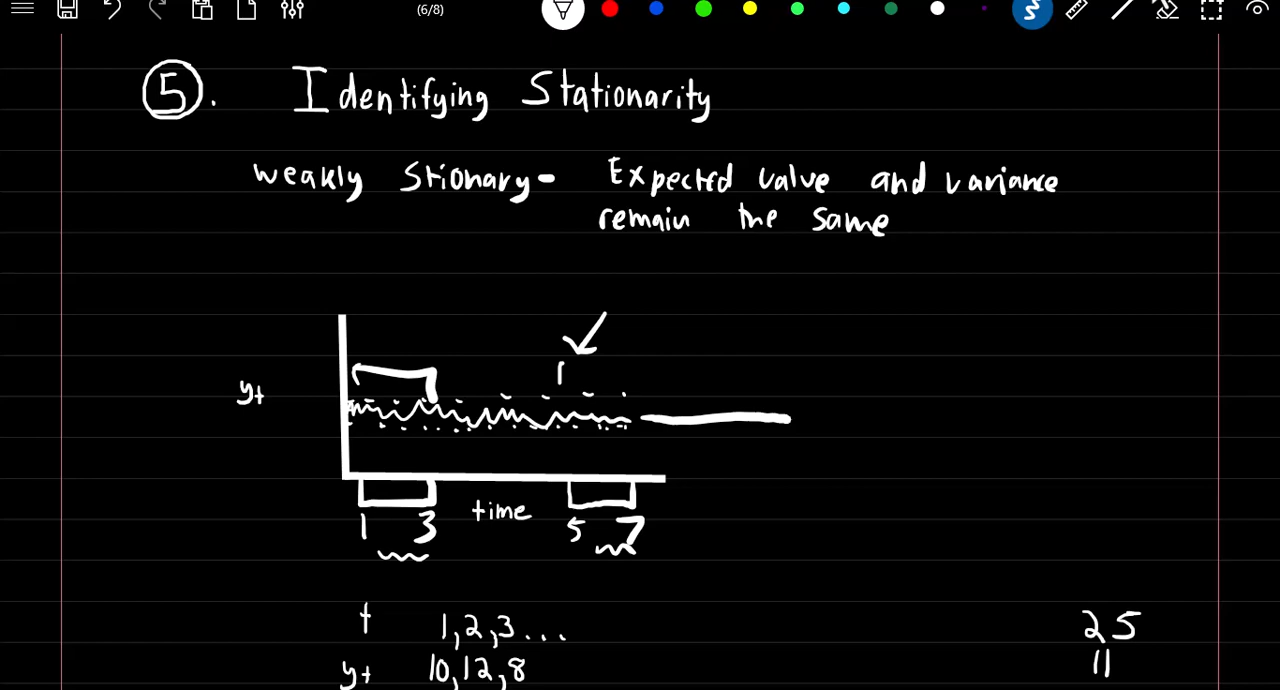 (6/8)
5. Identifying Stationarity
weakly Stionary- Expected value and variance
remain the same
yt
1 3 time 5 7
t 1,2,3... 25
yt 10,12,8 11